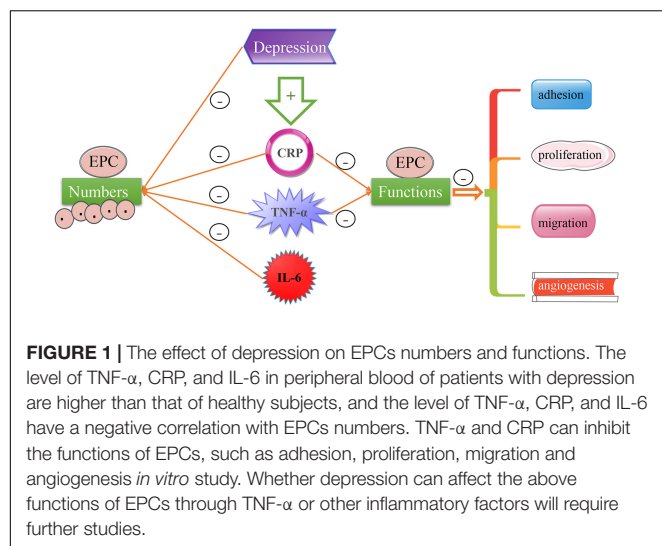 Depression
+
-
-
-
-
EPC
Numbers
CRP
TNF-α
IL-6
-
-
EPC
Functions
-
adhesion
proliferation
migration
angiogenesis
FIGURE 1 | The effect of depression on EPCs numbers and functions. The
level of TNF-α, CRP, and IL-6 in peripheral blood of patients with depression
are higher than that of healthy subjects, and the level of TNF-α, CRP, and IL-6
have a negative correlation with EPCs numbers. TNF-α and CRP can inhibit
the functions of EPCs, such as adhesion, proliferation, migration and
angiogenesis in vitro study. Whether depression can affect the above
functions of EPCs through TNF-α or other inflammatory factors will require
further studies.